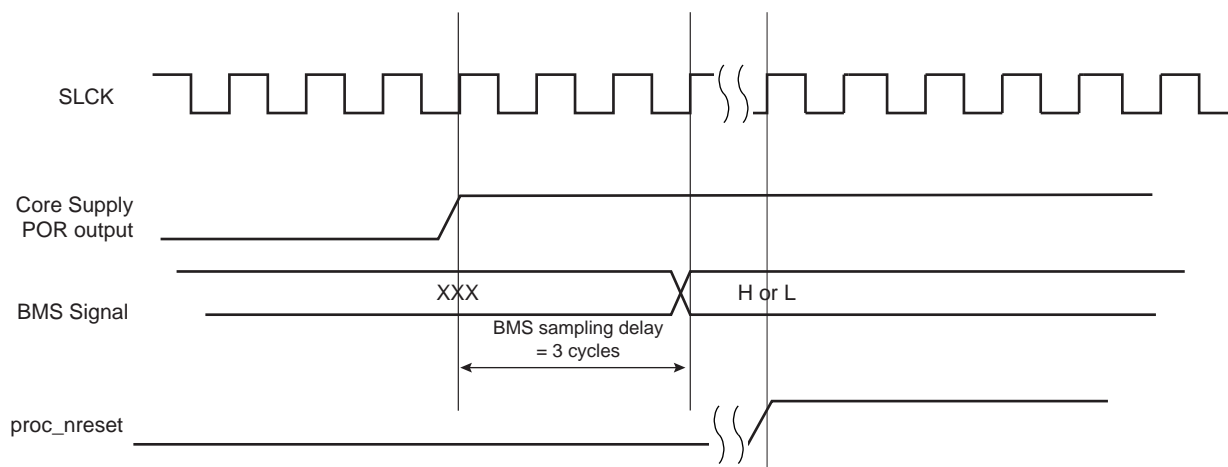 SLCK
Core Supply
POR output
XXX
H or L
BMS Signal
BMS sampling delay
= 3 cycles
proc_nreset